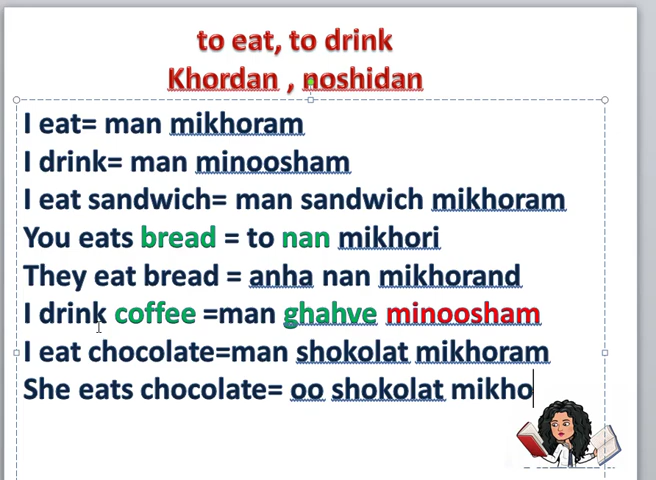 to eat, to drink
Khordan , noshidan
I eat= man mikhoram
I drink= man minoosham
I eat sandwich= man sandwich mikhoram
You eats bread = to nan mikhori
They eat bread = anha nan mikhorand
I drink coffee =man ghahve minoosham
I eat chocolate=man shokolat mikhoram
She eats chocolate= oo shokolat mikho